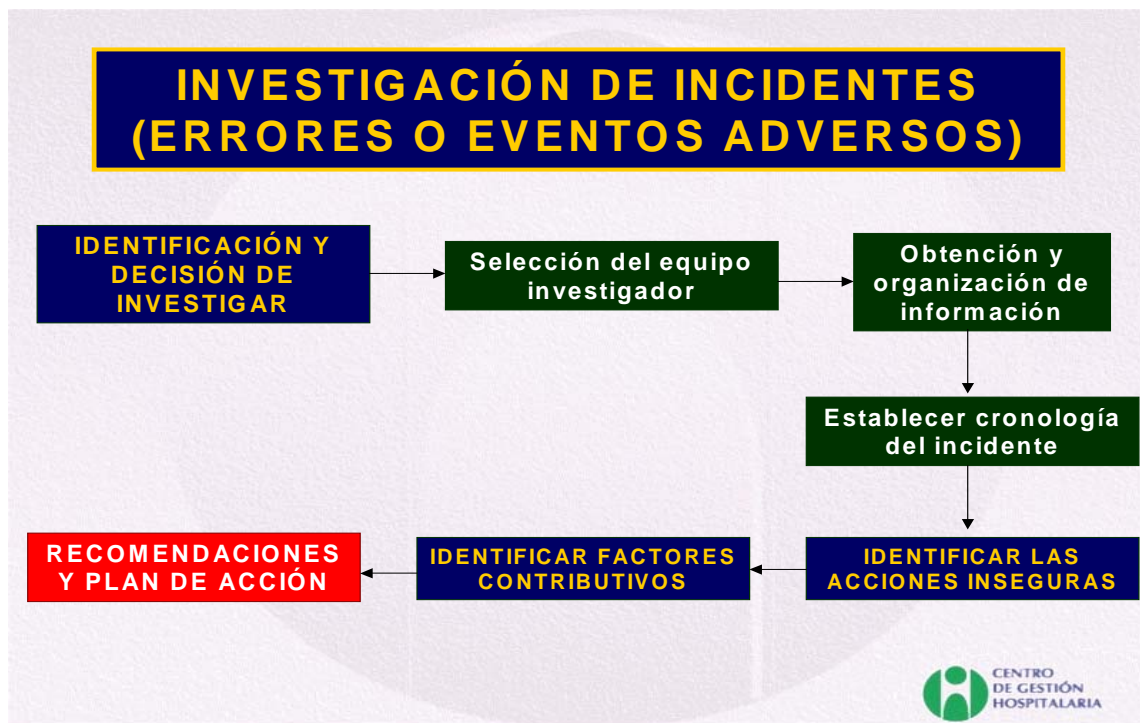 INVESTIGACIÓN DE INCIDENTES
(ERRORES O EVENTOS ADVERSOS)
IDENTIFICACIÓN Y
DECISIÓN DE
INVESTIGAR
Selección del equipo
investigador
Obtención y
organización de
información
Establecer cronología
del incidente
IDENTIFICAR LAS
ACCIONES INSEGURAS
IDENTIFICAR FACTORES
CONTRIBUTIVOS
RECOMENDACIONES
Y PLAN DE ACCIÓN
CENTRO
DE GESTIÓN
HOSPITALARIA